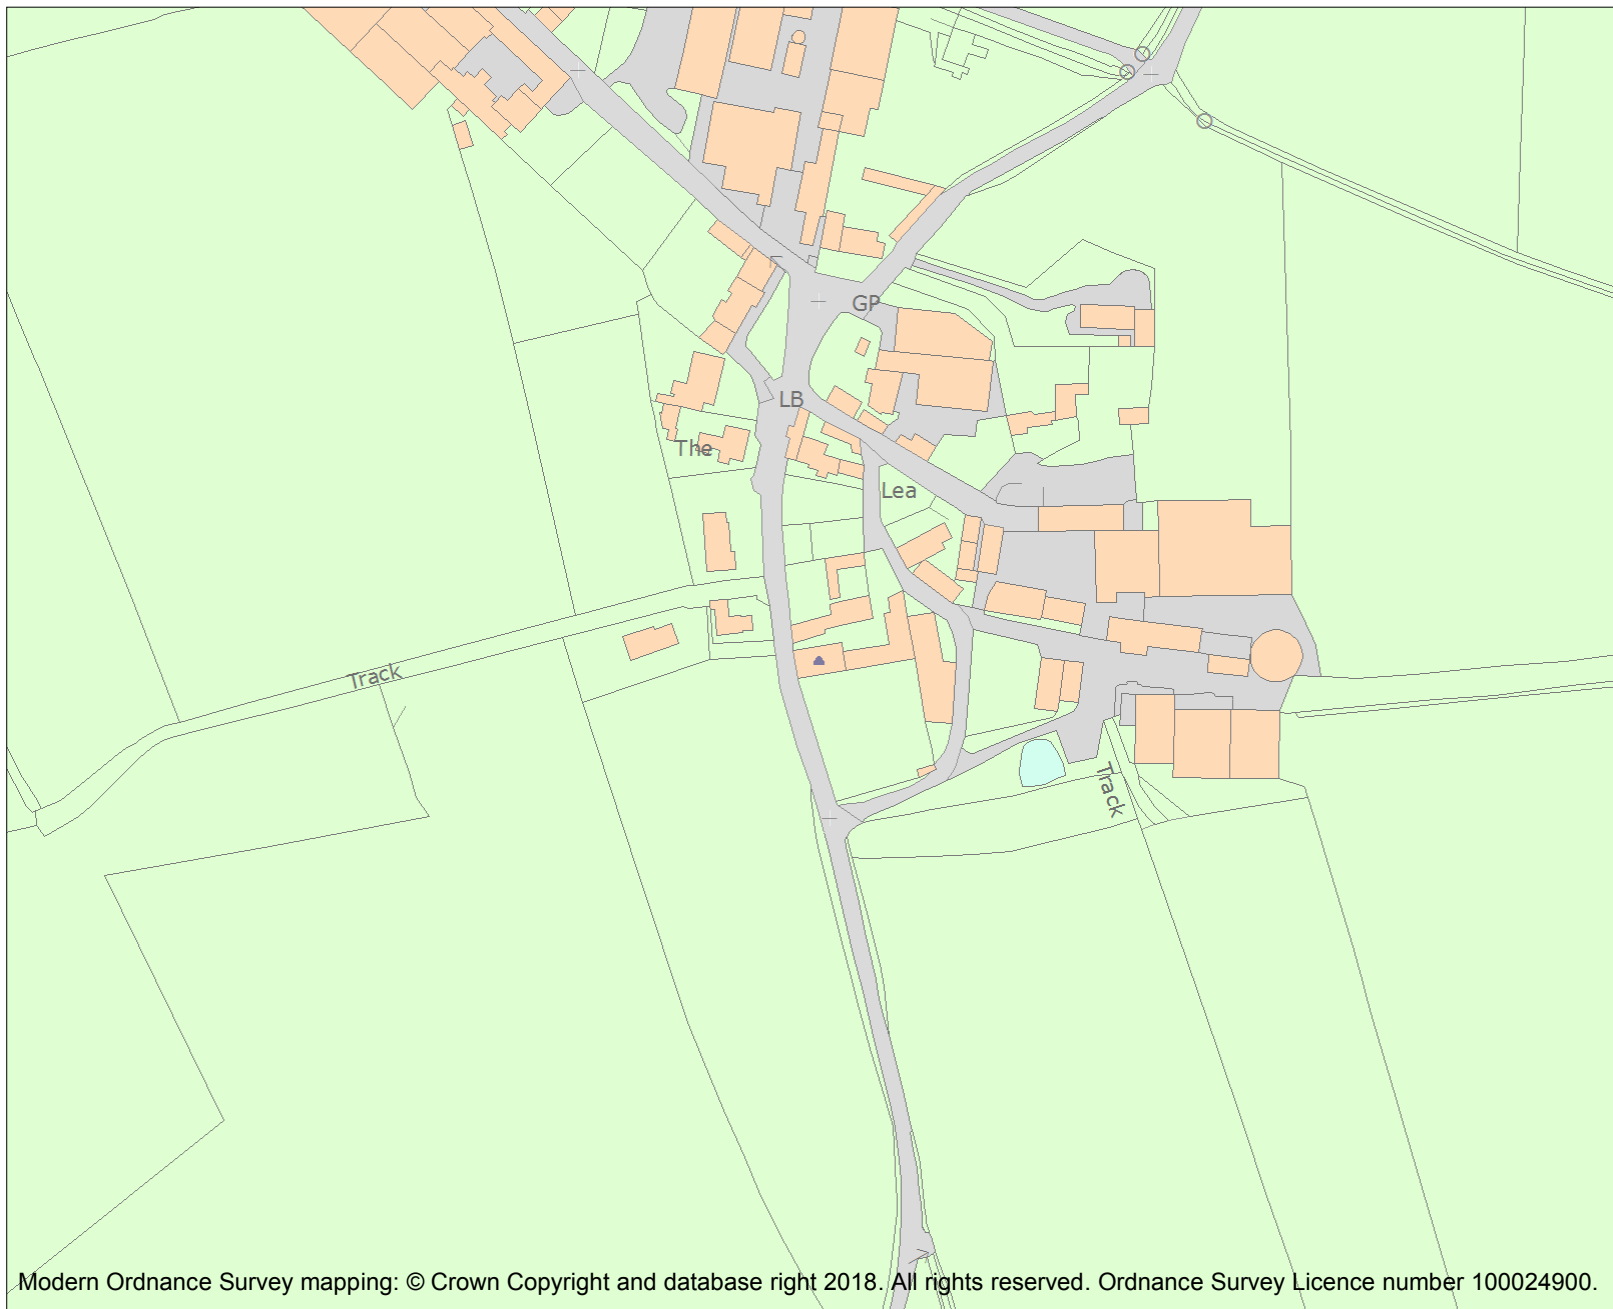 GP
LB
The
Lea
Track
Track
Modern Ordnance Survey mapping: © Crown Copyright and database right 2018. All rights reserved. Ordnance Survey Licence number 100024900.